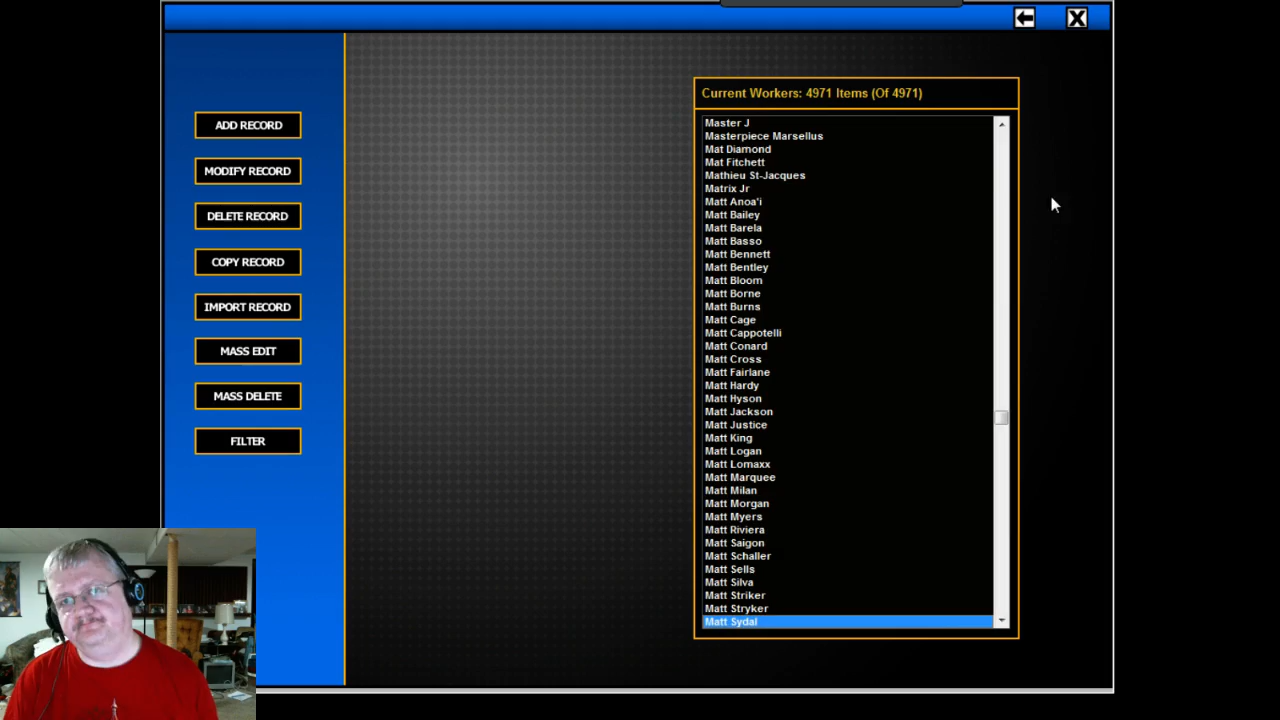 ADD RECORD
MODIFY RECORD
DELETE RECORD
COPY RECORD
IMPORT RECORD
MASS EDIT
MASS DELETE
FILTER
Current Workers: 4971 Items (Of 4971)
Master J
Masterpiece Marsellus
Mat Diamond
Mat Fitchett
Mathieu St-Jacques
Matrix Jr
Matt Anoa'i
Matt Bailey
Matt Barela
Matt Basso
Matt Bennett
Matt Bentley
Matt Bloom
Matt Borne
Matt Burns
Matt Cage
Matt Cappotelli
Matt Conard
Matt Cross
Matt Fairlane
Matt Hardy
Matt Hyson
Matt Jackson
Matt Justice
Matt King
Matt Logan
Matt Lomaxx
Matt Marquee
Matt Milan
Matt Morgan
Matt Myers
Matt Riviera
Matt Saigon
Matt Schaller
Matt Sells
Matt Silva
Matt Striker
Matt Stryker
Matt Sydal